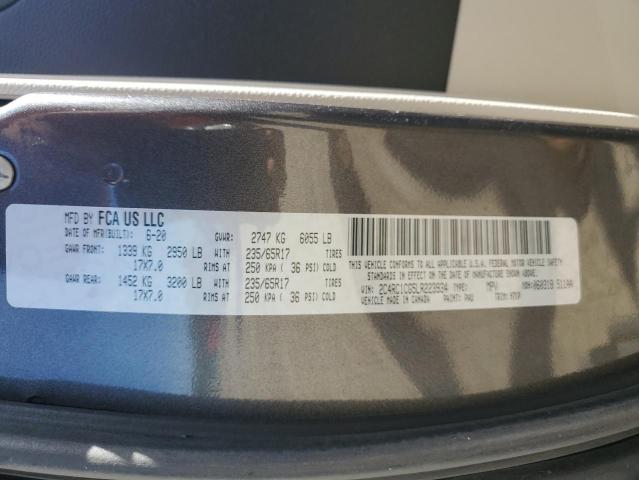 MFD BY FCA US LLC
DATE OF MFR(BUILT): 6-20 GVWR: 2747 KG 6055 LB
GAWR FRONT: 1339 KG 2950 LB WITH 235/65R17 TIRES
17X7.0 RIMS AT 250 KPA ( 36 PSI) COLD
GAWR REAR: 1452 KG 3200 LB WITH 235/65R17 TIRES
17X7.0 RIMS AT 250 KPA ( 36 PSI) COLD
THIS VEHICLE CONFORMS TO ALL APPLICABLE U.S.A. FEDERAL MOTOR VEHICLE SAFETY
STANDARDS IN EFFECT ON THE DATE OF MANUFACTURE SHOWN ABOVE.
VIN: 2C4RC1CG5LR223934 TYPE: MPV MDH: 060318 511AA
VEHICLE MADE IN CANADA PAINT: PAU TRIM: